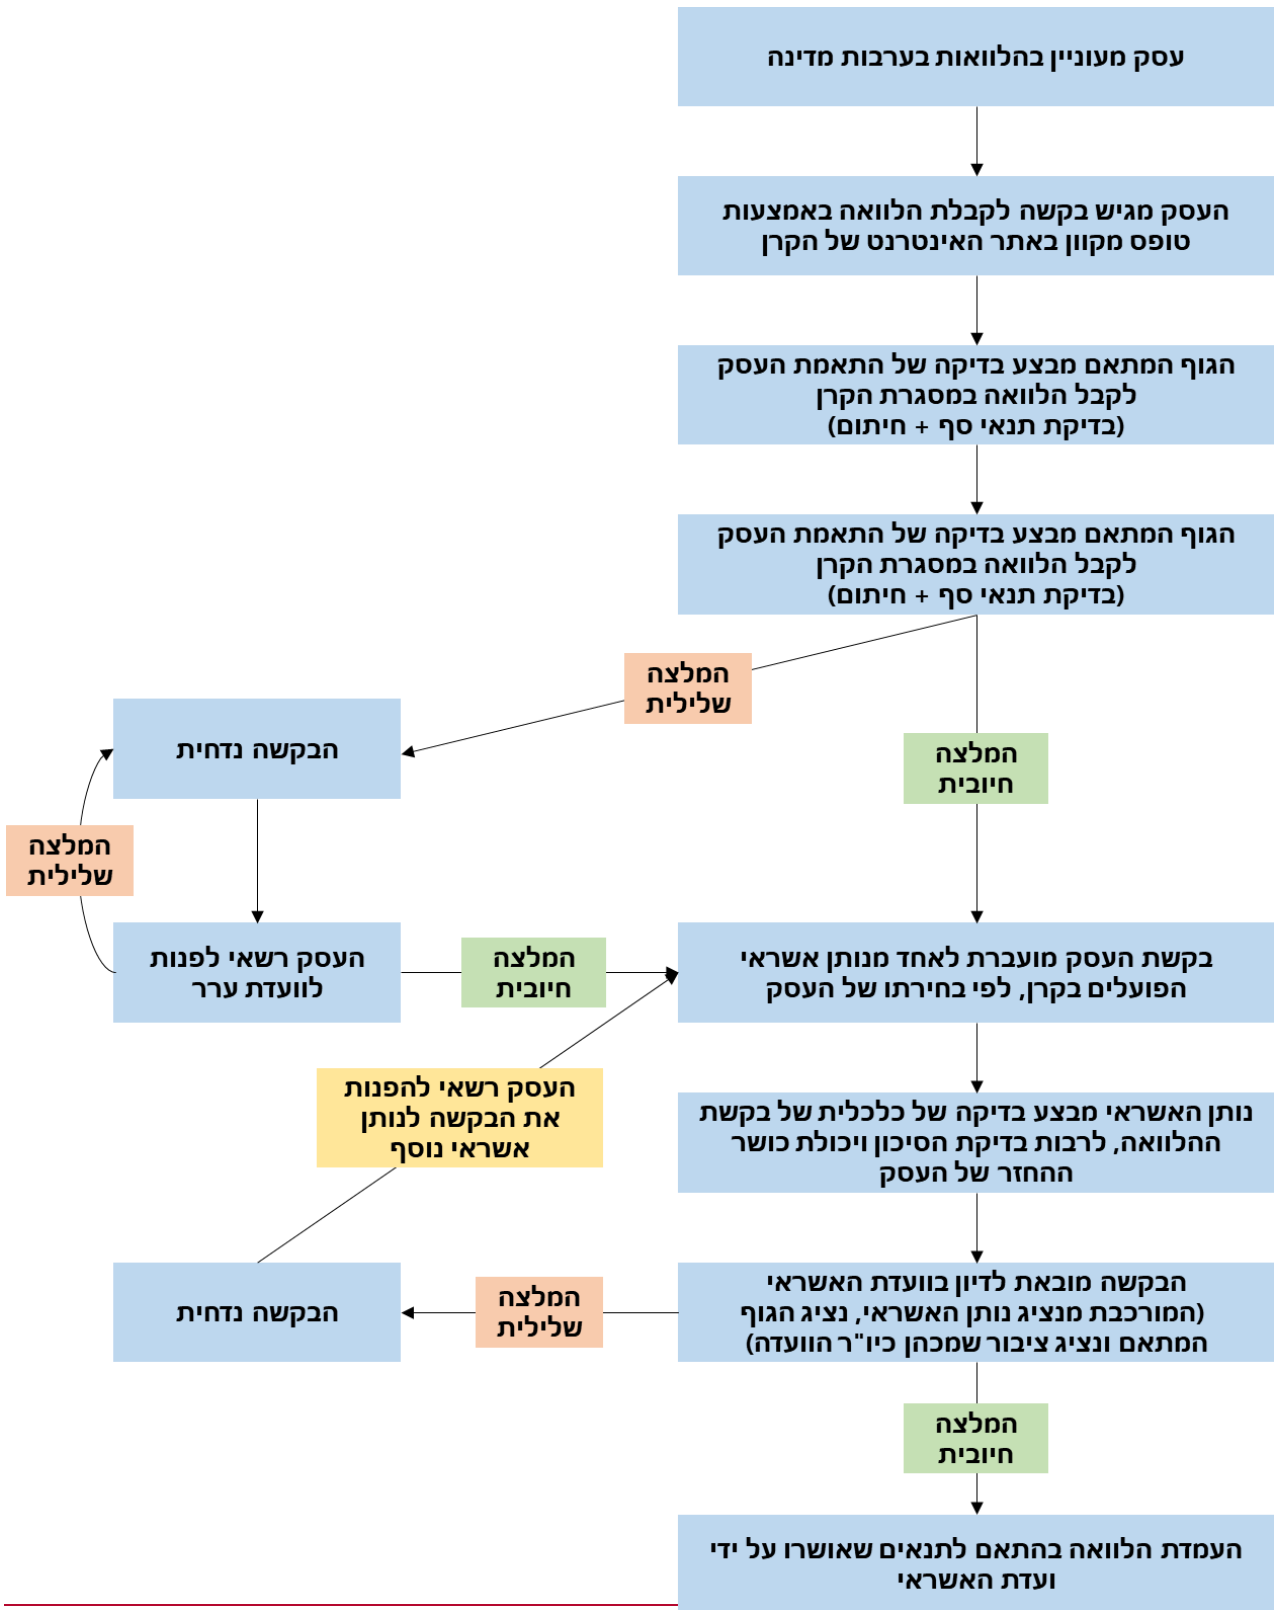 עסק מעוניין בהלוואות בערבות מדינה
העסק מגיש בקשה לקבלת הלוואה באמצעות
טופס מקוון באתר האינטרנט של הקרן
הגוף המתאם מבצע בדיקה של התאמת העסק
לקבל הלוואה במסגרת הקרן
(בדיקת תנאי סף + חיתום)
הגוף המתאם מבצע בדיקה של התאמת העסק
לקבל הלוואה במסגרת הקרן
(בדיקת תנאי סף + חיתום)
המלצה
שלילית
הבקשה נדחית
המלצה
חיובית
המלצה
שלילית
העסק רשאי לפנות
לוועדת ערר
המלצה
חיובית
בקשת העסק מועברת לאחד מנותן אשראי
הפועלים בקרן, לפי בחירתו של העסק
העסק רשאי להפנות
את הבקשה לנותן
אשראי נוסף
נותן האשראי מבצע בדיקה של כלכלית של בקשת
ההלוואה, לרבות בדיקת הסיכון ויכולת כושר
ההחזר של העסק
הבקשה מובאת לדיון בוועדת האשראי
(המורכבת מנציג נותן האשראי, נציג הגוף
המתאם ונציג ציבור שמכהן כיו"ר הוועדה)
המלצה
שלילית
הבקשה נדחית
המלצה
חיובית
העמדת הלוואה בהתאם לתנאים שאושרו על ידי
ועדת האשראי